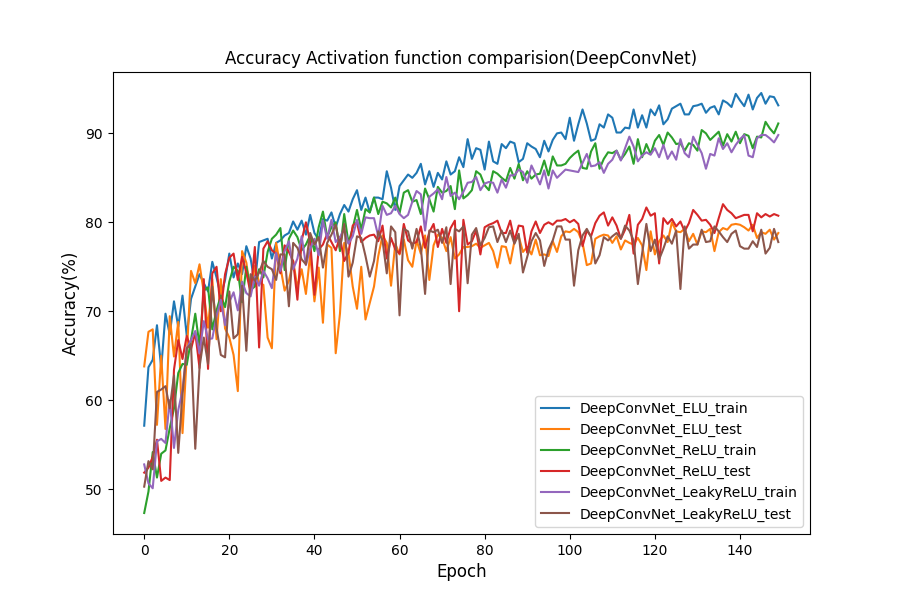 Accuracy Activation function comparision(DeepConvNet)
Accuracy(%)
90
80
70
60
50
0 20 40 60 80 100 120 140
Epoch
DeepConvNet_ELU_train
DeepConvNet_ELU_test
DeepConvNet_ReLU_train
DeepConvNet_ReLU_test
DeepConvNet_LeakyReLU_train
DeepConvNet_LeakyReLU_test